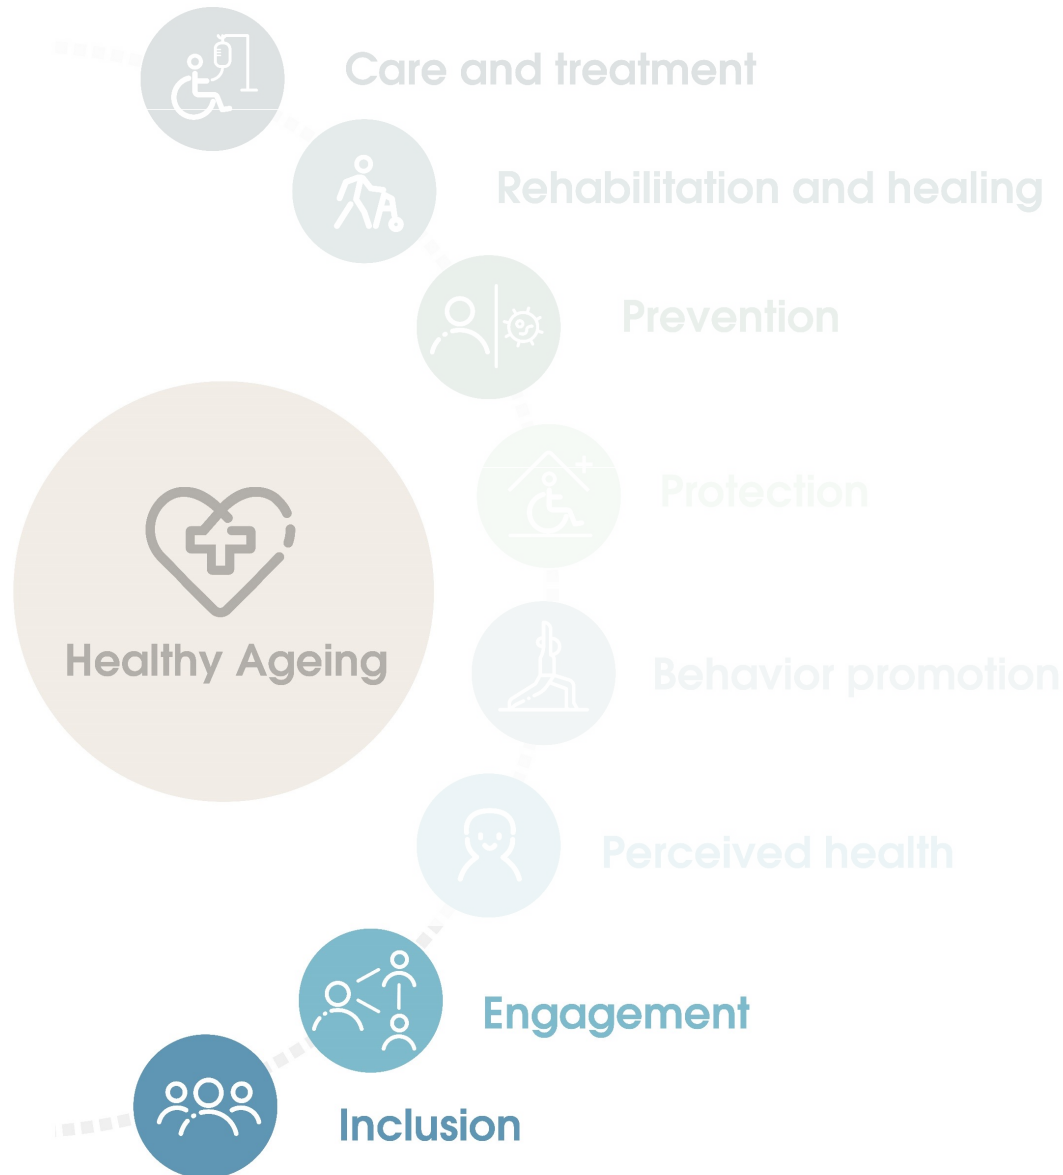 Care and treatment
Rehabilitation and healing
Prevention
Protection
Healthy Ageing
Behavior promotion
Perceived health
Engagement
Inclusion